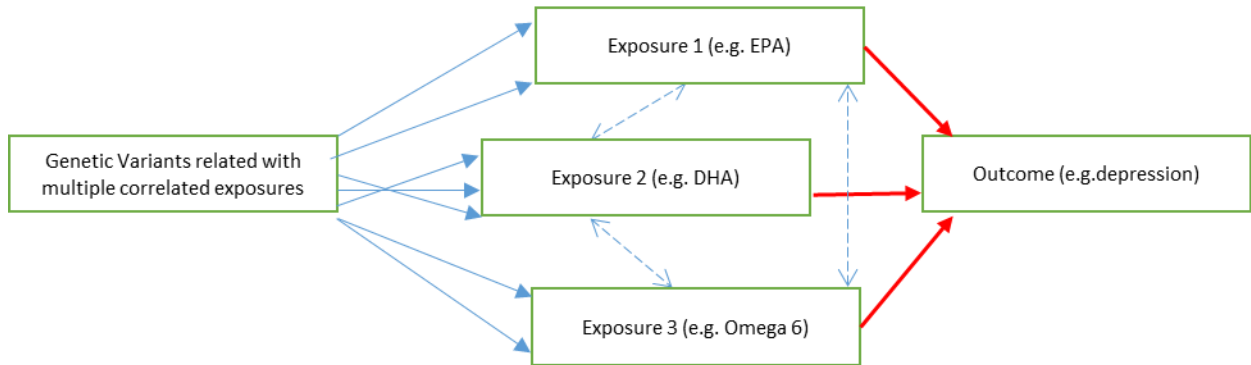 Exposure 1 (e.g. EPA)
Genetic Variants related with
multiple correlated exposures
Exposure 2 (e.g. DHA)
Outcome (e.g.depression)
Exposure 3 (e.g. Omega 6)